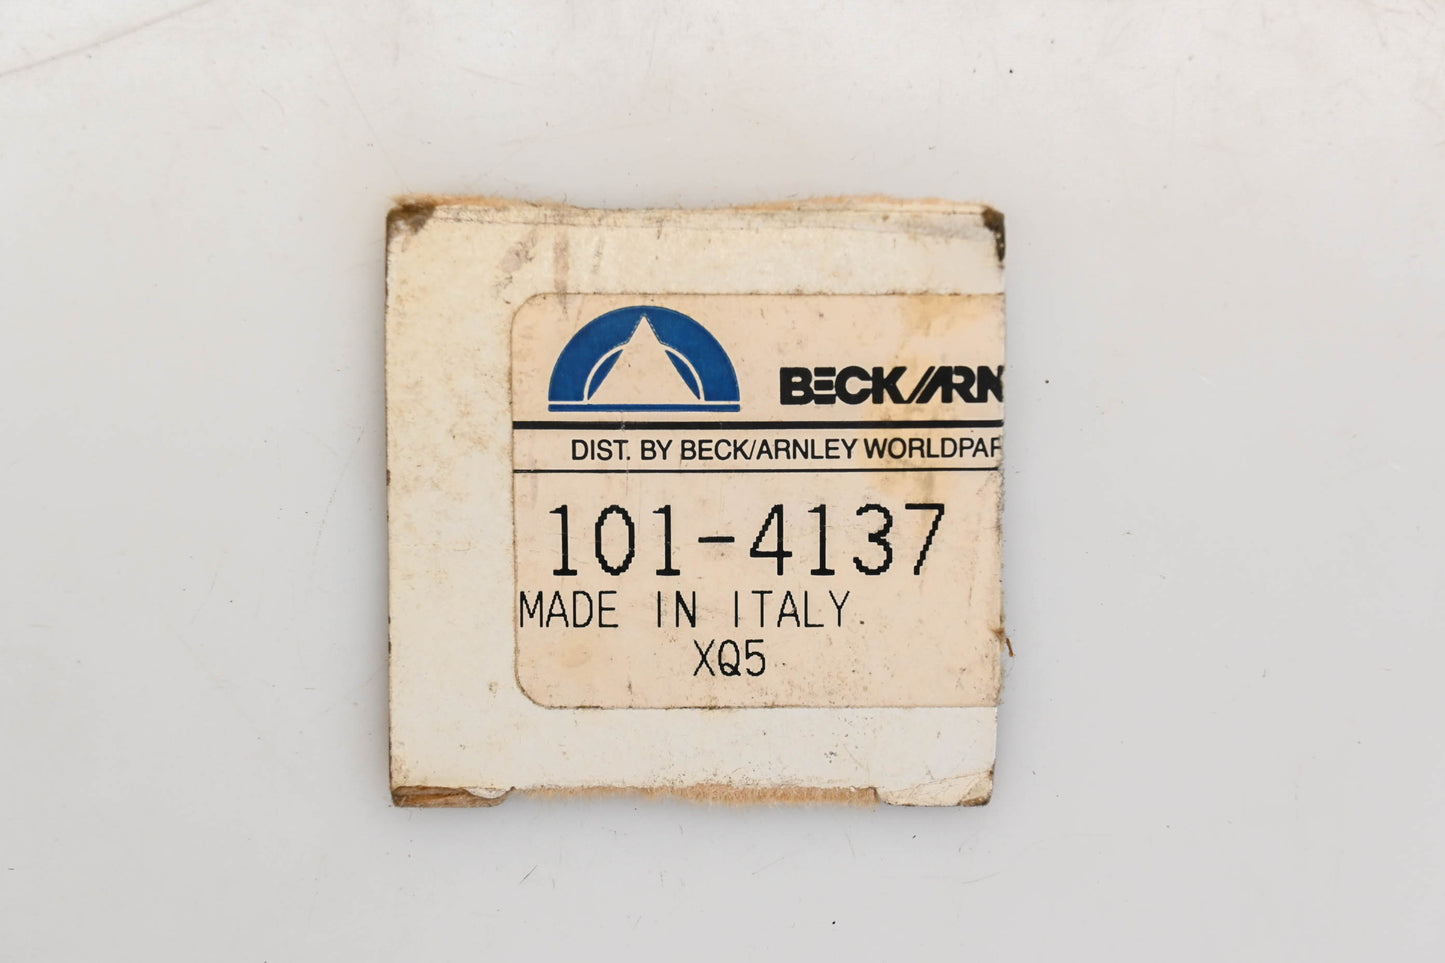 BECK/ARN
DIST. BY BECK/ARNLEY WORLDPAR
101-4137
MADE IN ITALY
XQ5